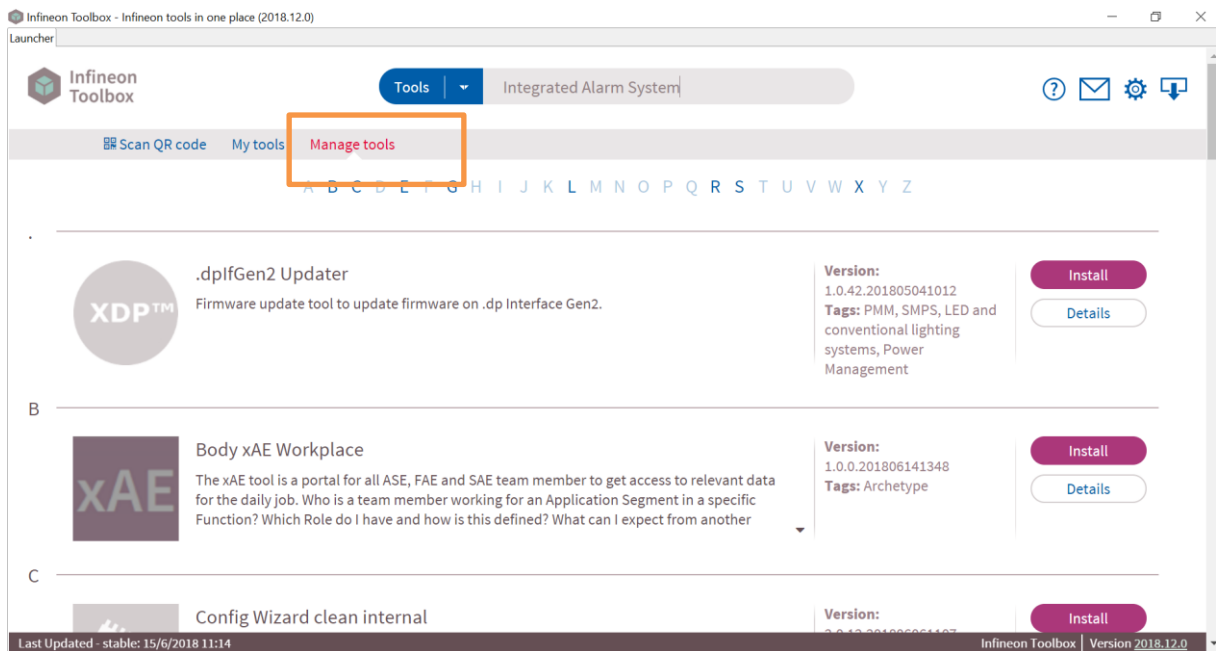 Infineon Toolbox - Infineon tools in one place (2018.12.0)
Launcher
Infineon
Toolbox
Tools
Integrated Alarm System
Scan QR code My tools Manage tools
A B C D E F G H I J K L M N O P Q R S T U V W X Y Z
.
XDP™
.dpIfGen2 Updater
Firmware update tool to update firmware on .dp Interface Gen2.
Version:
1.0.42.201805041012
Tags: PMM, SMPS, LED and
conventional lighting
systems, Power
Management
Install
Details
B
xAE
Body xAE Workplace
The xAE tool is a portal for all ASE, FAE and SAE team member to get access to relevant data
for the daily job. Who is a team member working for an Application Segment in a specific
Function? Which Role do I have and how is this defined? What can I expect from another
Version:
1.0.0.201806141348
Tags: Archetype
Install
Details
C
Config Wizard clean internal
Version:
Install
Last Updated - stable: 15/6/2018 11:14
Infineon Toolbox | Version 2018.12.0